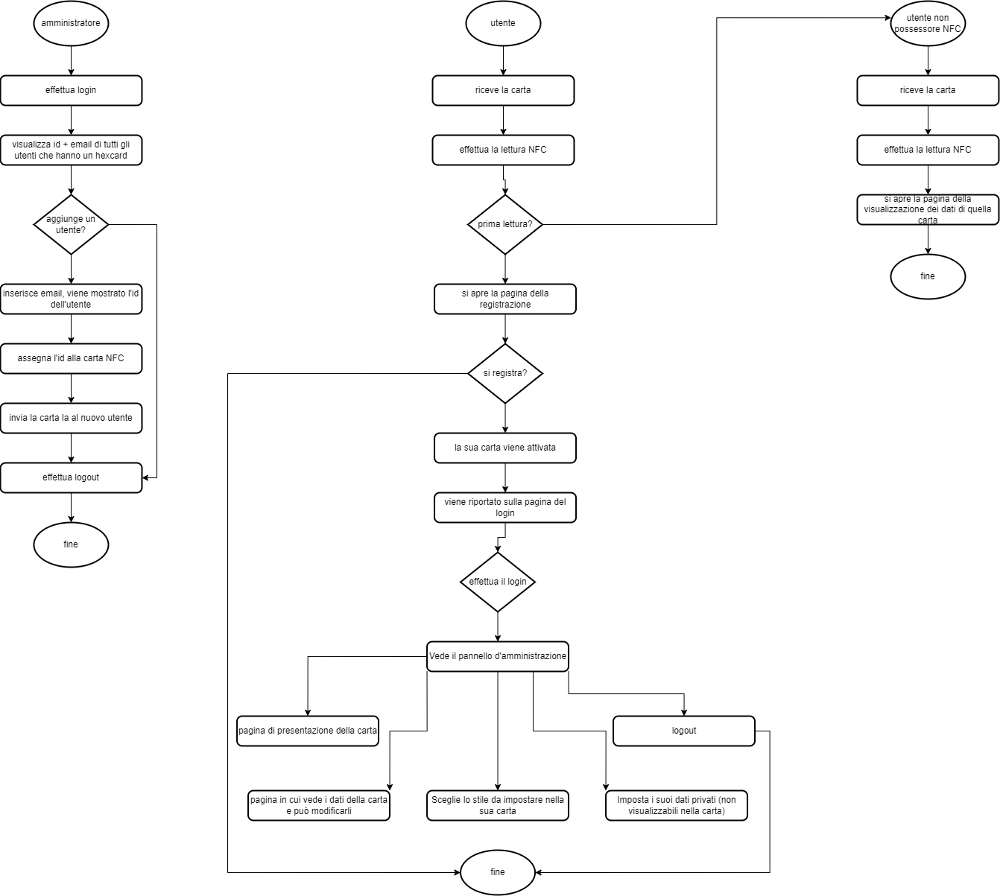 amministratore
effettua login
visualizza id + email di tutti gli
utenti che hanno un hexcard
aggiunge un
utente?
inserisce email, viene mostrato l'id
dell'utente
assegna l'id alla carta NFC
invia la carta la al nuovo utente
effettua logout
fine
utente
riceve la carta
effettua la lettura NFC
prima lettura?
si apre la pagina della
registrazione
si registra?
la sua carta viene attivata
viene riportato sulla pagina del
login
effettua il login
Vede il pannello d'amministrazione
pagina di presentazione della carta
logout
pagina in cui vede i dati della carta
e può modificarli
Sceglie lo stile da impostare nella
sua carta
Imposta i suoi dati privati (non
visualizzabili nella carta)
fine
utente non
possessore NFC
riceve la carta
effettua la lettura NFC
si apre la pagina della
visualizzazione dei dati di quella
carta
fine